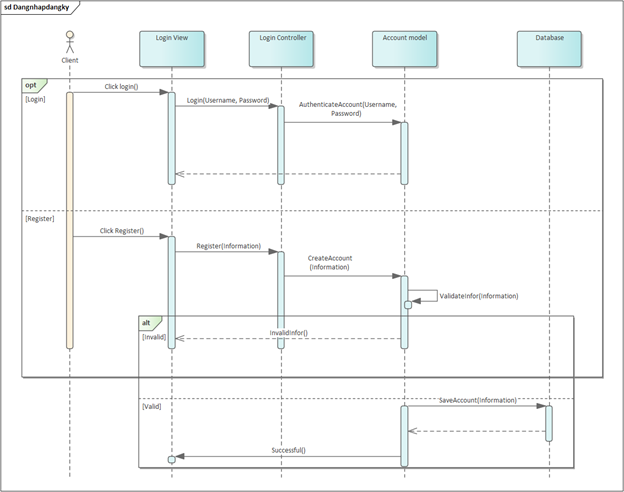 sd Dangnhapdangky
Login View
Login Controller
Account model
Database
Client
opt
[Login]
Click login()
Login(Username, Password)
AuthenticateAccount(Username,
Password)
[Register]
Click Register()
Register(Information)
CreateAccount
(Information)
ValidateInfor(Information)
alt
[Invalid]
InvalidInfor()
[Valid]
SaveAccount(Information)
Successful()